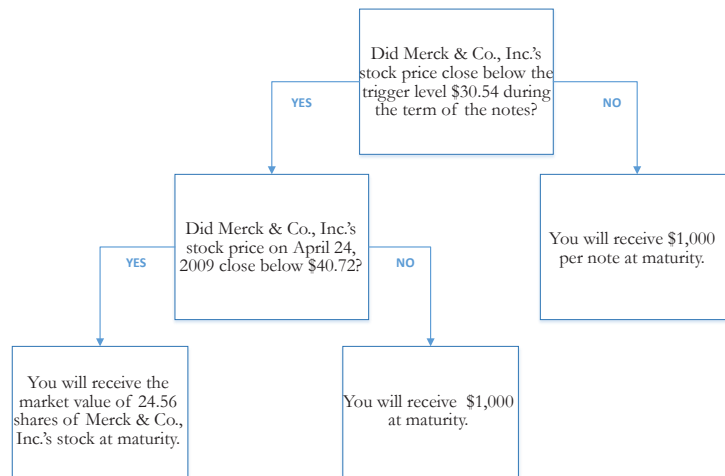 Did Merck & Co., Inc.'s
stock price close below the
trigger level $30.54 during
the term of the notes?
YES
NO
Did Merck & Co., Inc.'s
stock price on April 24,
2009 close below $40.72?
You will receive $1,000
per note at maturity.
YES
NO
You will receive the
market value of 24.56
shares of Merck & Co.,
Inc.'s stock at maturity.
You will receive $1,000
at maturity.